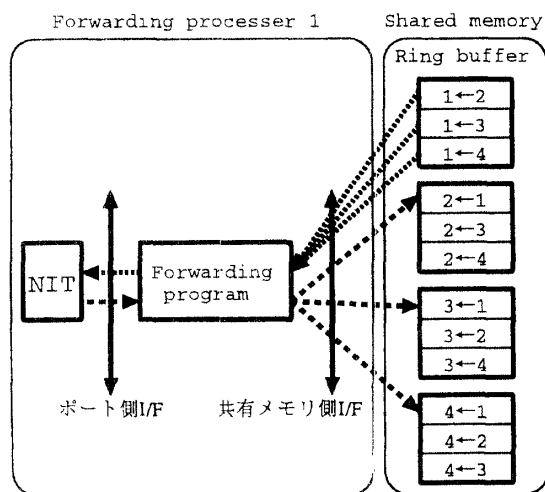 Forwarding processer 1
Shared memory
Ring buffer
1←2
1←3
1←4
2←1
2←3
2←4
NIT
Forwarding
program
3←1
3←2
3←4
ポート側I/F
共有メモリ側I/F
4←1
4←2
4←3